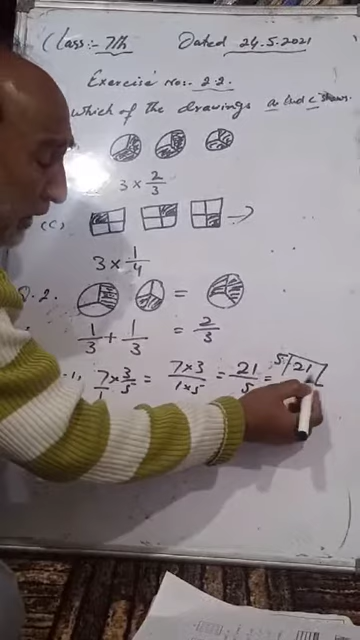 Class:- 7th Dated 24.5.2021
Exercise Nos. 2.2.
which of the drawings a to d c shows.
3 × 2/3
(C)
3 × 1/4
Q.2.
=
1/3 + 1/3 = 2/3
7 × 3/5 = 7×3/1×5 = 21/5 = 5/21